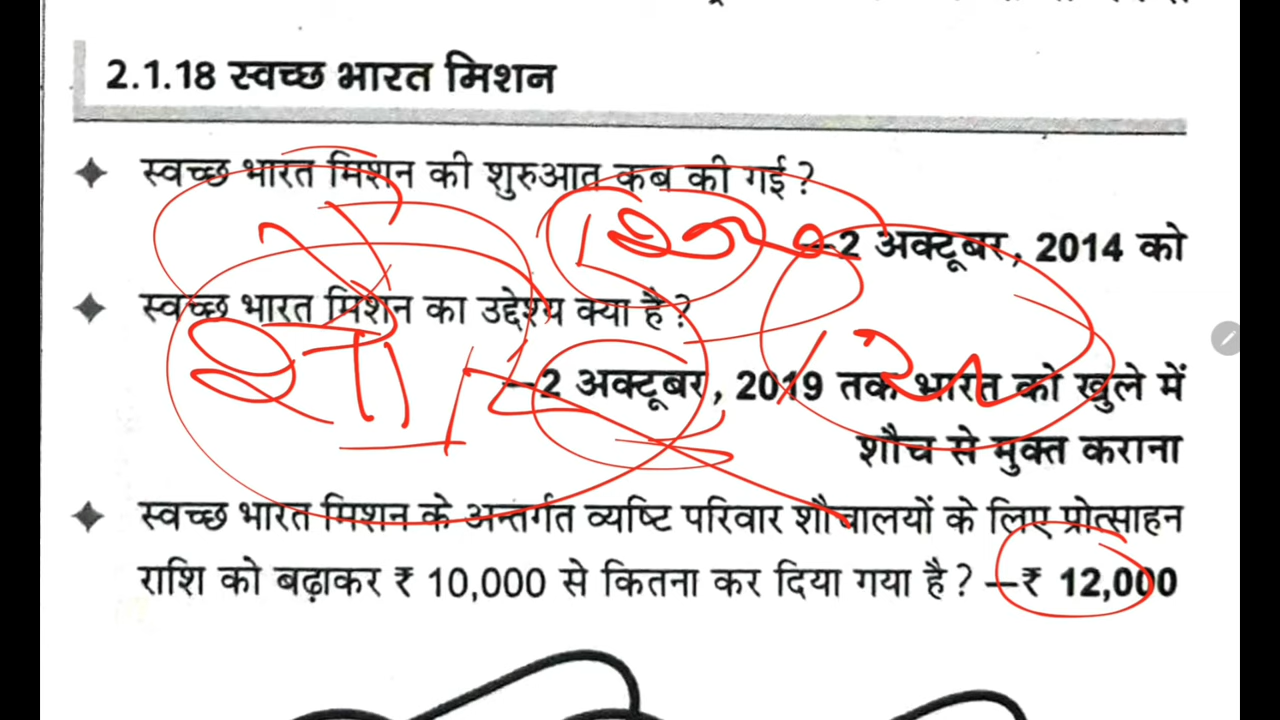 2.1.18 स्वच्छ भारत मिशन
✦ स्वच्छ भारत मिशन की शुरुआत कब की गई ?
—2 अक्टूबर, 2014 को
✦ स्वच्छ भारत मिशन का उद्देश्य क्या है ?
—2 अक्टूबर, 2019 तक भारत को खुले में
शौच से मुक्त कराना
✦ स्वच्छ भारत मिशन के अन्तर्गत व्यष्टि परिवार शौचालयों के लिए प्रोत्साहन
राशि को बढ़ाकर ₹ 10,000 से कितना कर दिया गया है ? —₹ 12,000